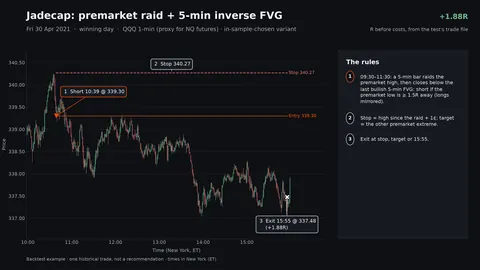 Jadecap: premarket raid + 5-min inverse FVG
+1.88R
Fri 30 Apr 2021 · winning day · QQQ 1-min (proxy for NQ futures) · in-sample-chosen variant
R before costs, from the test's trade file
2 Stop 340.27
340.50
Stop 340.27
340.00
1 Short 10:39 @ 339.30
339.50
Entry 339.30
339.00
338.50
338.00
337.50
337.00
Price
3 Exit 15:55 @ 337.48
(+1.88R)
10:00
11:00
12:00
13:00
14:00
15:00
Time (New York, ET)
The rules
1 09:30–11:30: a 5-min bar raids the
premarket high, then closes below the
last bullish 5-min FVG: short if the
premarket low is ≥ 1.5R away (longs
mirrored).
2 Stop = high since the raid + 1¢; target
= the other premarket extreme.
3 Exit at stop, target or 15:55.
Backtested example · one historical trade, not a recommendation · times in New York (ET)